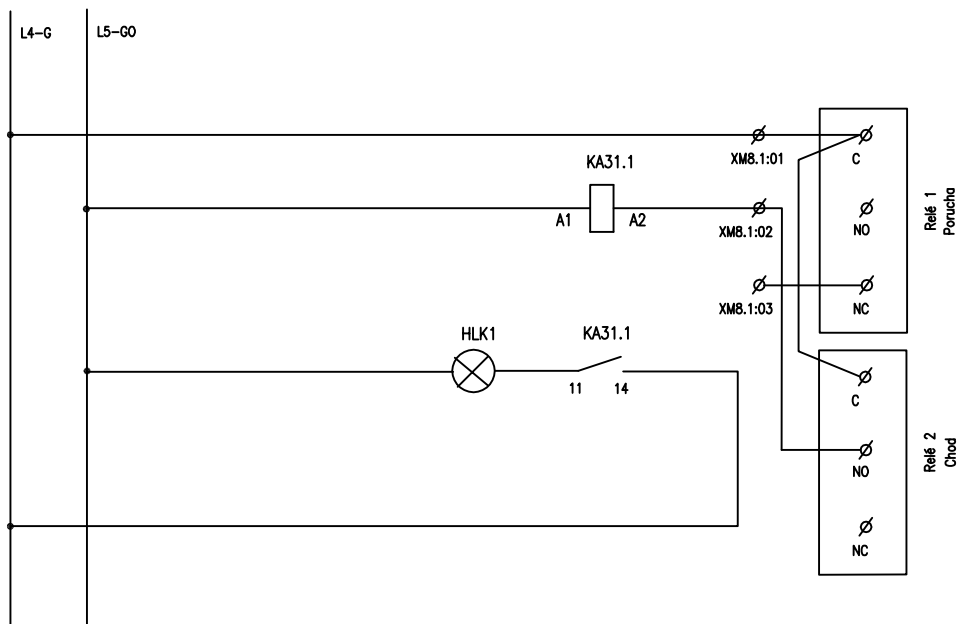 L4-G
L5-GO
XM8.1:01
C
KA31.1
A1
A2
XM8.1:02
NO
Relé 1
Porucha
XM8.1:03
NC
HLK1
KA31.1
11
14
C
NO
Relé 2
Chod
NC